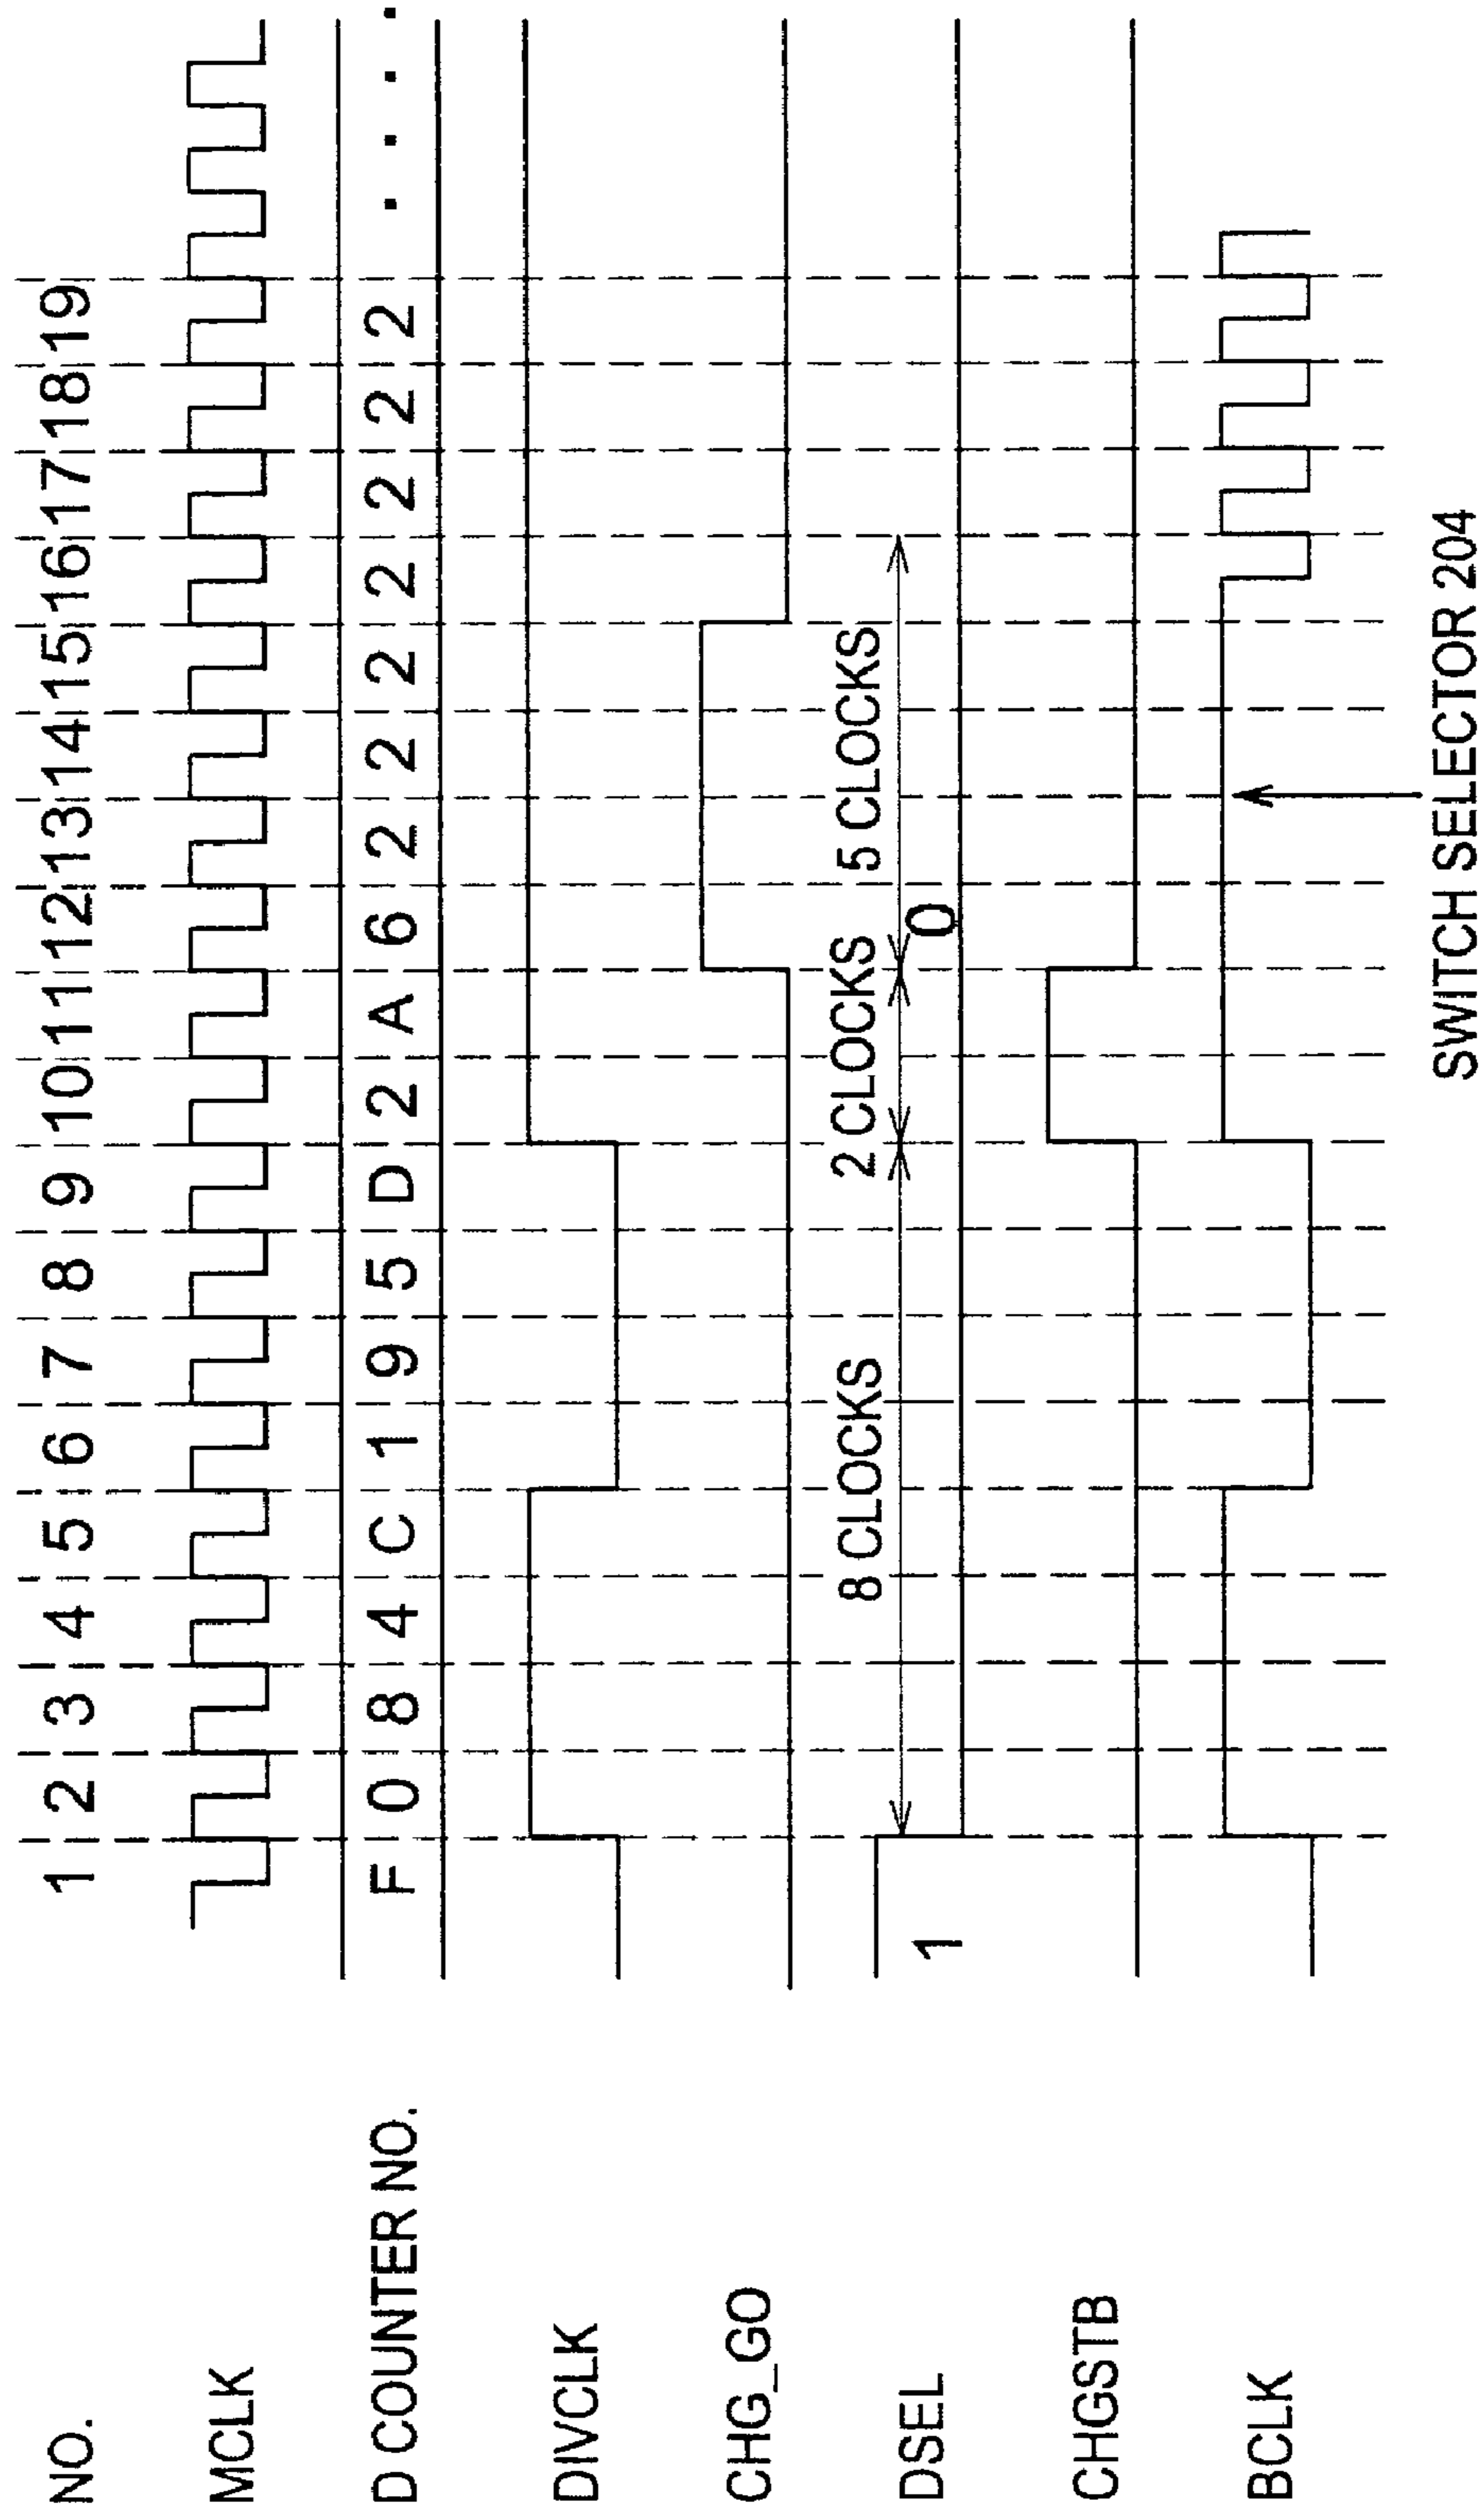 NO. 1 2 3 4 5 6 7 8 9 10 11 12 13 14 15 16 17 18 19
MCLK
D COUNTER NO. F 0 8 4 C 1 9 5 D 2 A 6 2 2 2 2 2 2 2 . . . .
DIVCLK
CHG_GO
8 CLOCKS 2 CLOCKS 5 CLOCKS
DSEL 1 0
CHGSTB
BCLK
SWITCH SELECTOR 204